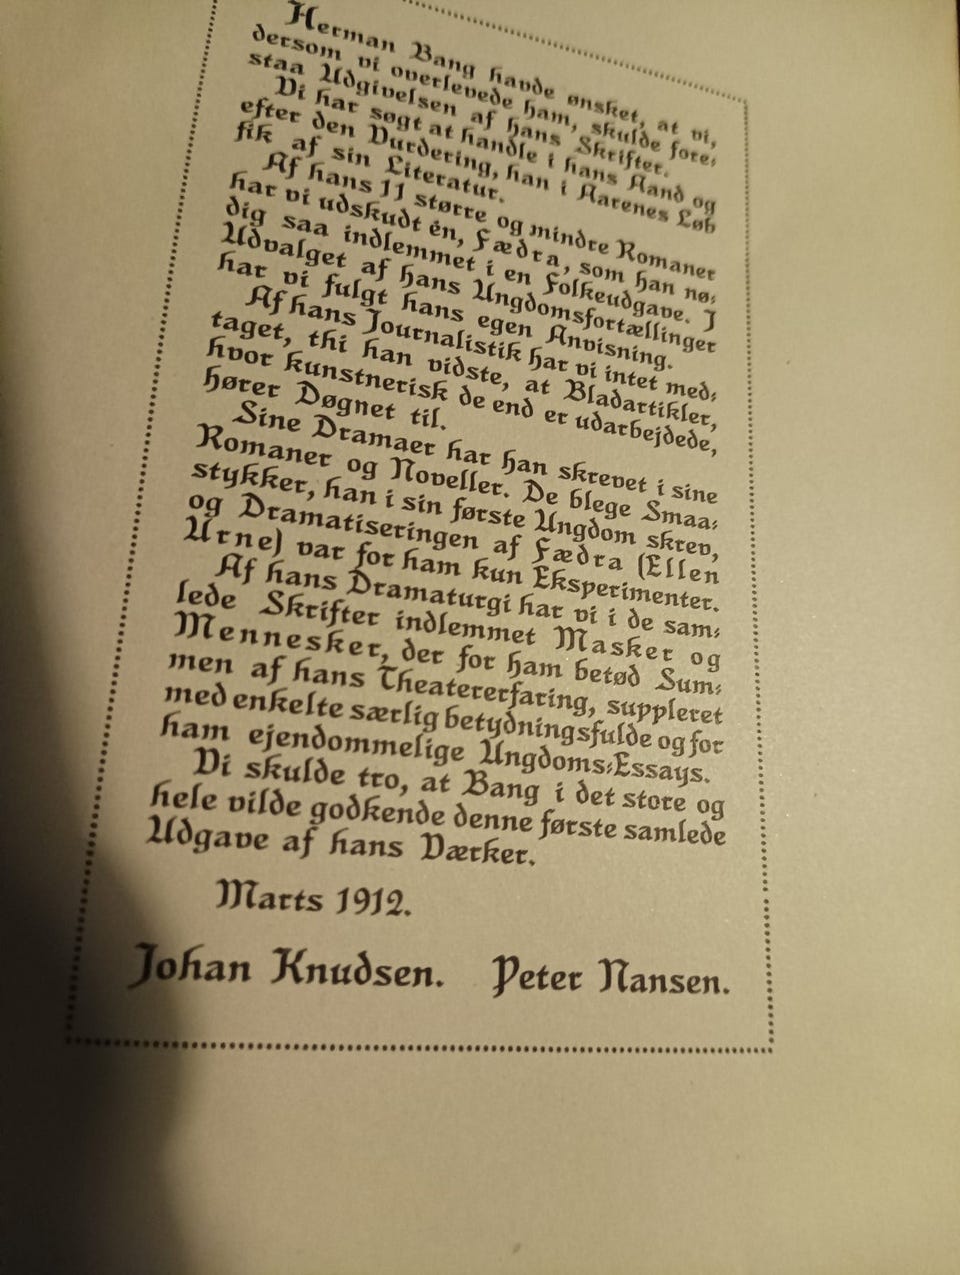 Herman Bang havde ønsket, at vi,
dersom vi overlevede ham, skulde fore⸗
staa Udgivelsen af hans Skrifter.
Vi har søgt at handle i hans Aand og
efter den Vurdering, han i Aarenes Løb
fik af sin Literatur.
Af hans 11 større og mindre Romaner
har vi udskudt én, Fædra, som han nø⸗
dig saa indlemmet i en Folkeudgave. I
Udvalget af hans Ungdomsfortællinger
har vi fulgt hans egen Anvisning.
Af hans Journalistik har vi intet med⸗
taget, thi han vidste, at Bladartikler,
hvor kunstnerisk de end er udarbejdede,
hører Døgnet til.
Sine Dramaer har han skrevet i sine
Romaner og Noveller. De blege Smaa⸗
stykker, han i sin første Ungdom skrev,
og Dramatiseringen af Fædra (Ellen
Urne) var for ham kun Eksperimenter.
Af hans Dramaturgi har vi i de sam⸗
lede Skrifter indlemmet Masker og
Mennesker, der for ham betød Sum⸗
men af hans Theatererfaring, suppleret
med enkelte særlig betydningsfulde og for
ham ejendommelige Ungdoms⸗Essays.
Vi skulde tro, at Bang i det store og
hele vilde godkende denne første samlede
Udgave af hans Værker.
Marts 1912.
Johan Knudsen. Peter Nansen.